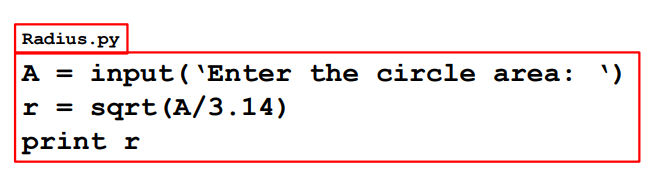 Radius.py
A = input(‘Enter the circle area: ‘)
r = sqrt(A/3.14)
print r